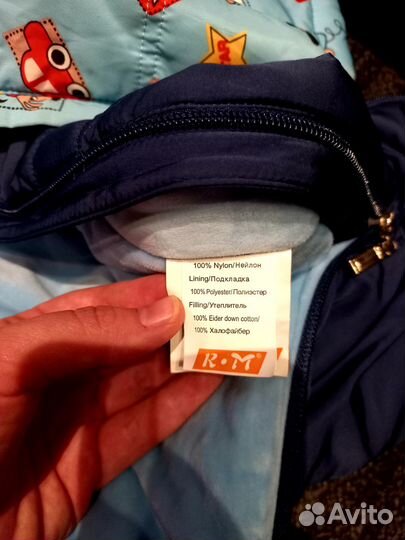 100% Nylon/Нейлон
Lining/Подкладка
100% Polyester/Полиэстер
Filling/Утеплитель
100% Eider down cotton/
100% Халофайбер
R·M®
Avito